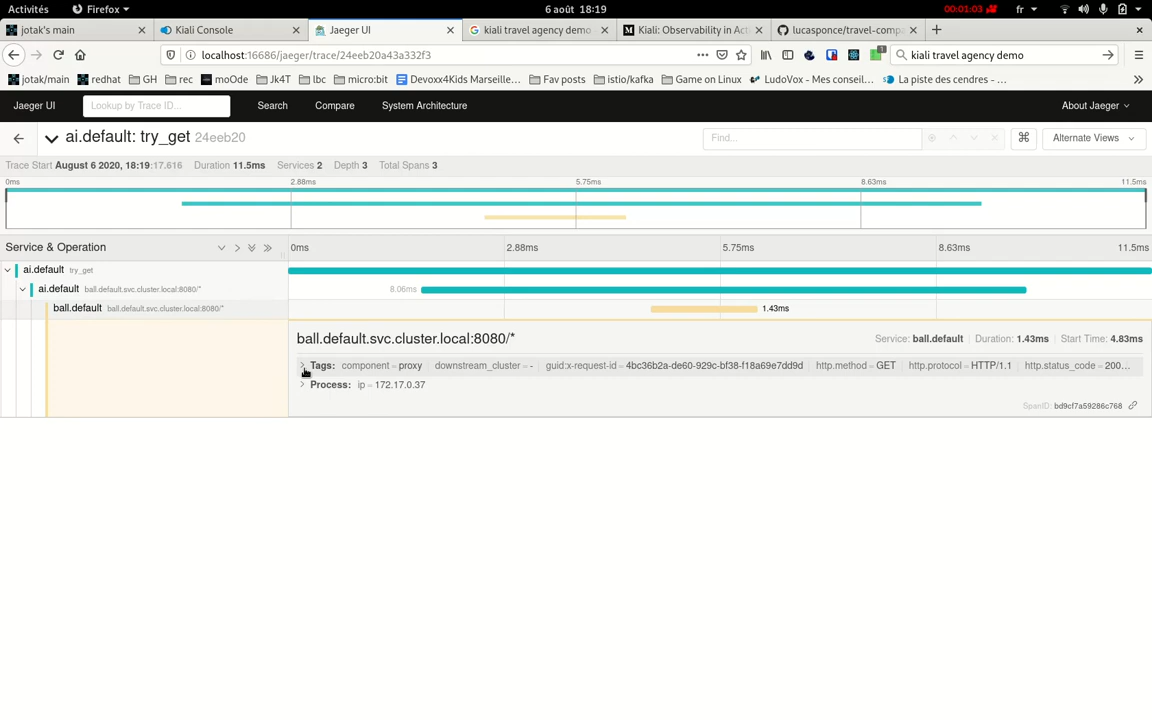 Activités Firefox 6 août 18:19 00:01:03 fr
jotak's main Kiali Console Jaeger UI kiali travel agency demo Kiali: Observability in Act lucasponce/travel-comp
localhost:16686/jaeger/trace/24eeb20a43a332f3 kiali travel agency demo
jotak/main redhat GH rec moOde Jk4T lbc micro:bit Devoxx4Kids Marseille… Fav posts istio/kafka Game on Linux LudoVox - Mes conseil… La piste des cendres - …
Jaeger UI Lookup by Trace ID... Search Compare System Architecture About Jaeger
ai.default: try_get 24eeb20 Find... Alternate Views
Trace Start August 6 2020, 18:19:17.616 Duration 11.5ms Services 2 Depth 3 Total Spans 3
0ms 2.88ms 5.75ms 8.63ms 11.5ms
Service & Operation 0ms 2.88ms 5.75ms 8.63ms 11.5ms
ai.default try_get
ai.default ball.default.svc.cluster.local:8080/* 8.06ms
ball.default ball.default.svc.cluster.local:8080/* 1.43ms
ball.default.svc.cluster.local:8080/* Service: ball.default Duration: 1.43ms Start Time: 4.83ms
Tags: component = proxy downstream_cluster = - guid:x-request-id = 4bc36b2a-de60-929c-bf38-f18a69e7dd9d http.method = GET http.protocol = HTTP/1.1 http.status_code = 200…
Process: ip = 172.17.0.37
SpanID: bd9cf7a59286c768